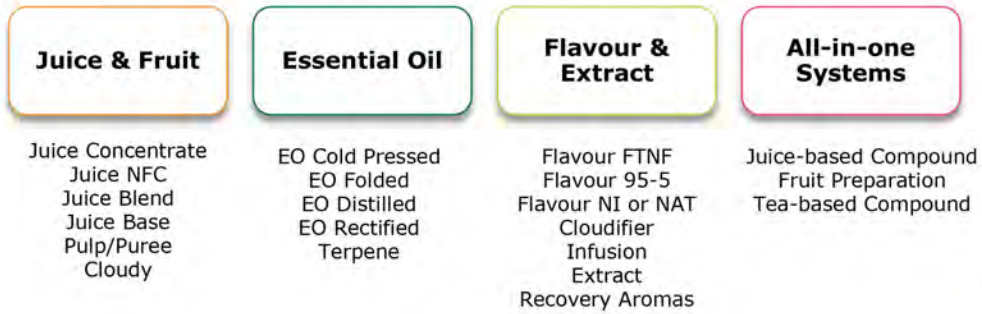 Juice & Fruit
Juice Concentrate
Juice NFC
Juice Blend
Juice Base
Pulp/Puree
Cloudy
Essential Oil
EO Cold Pressed
EO Folded
EO Distilled
EO Rectified
Terpene
Flavour &
Extract
Flavour FTNF
Flavour 95-5
Flavour NI or NAT
Cloudifier
Infusion
Extract
Recovery Aromas
All-in-one
Systems
Juice-based Compound
Fruit Preparation
Tea-based Compound